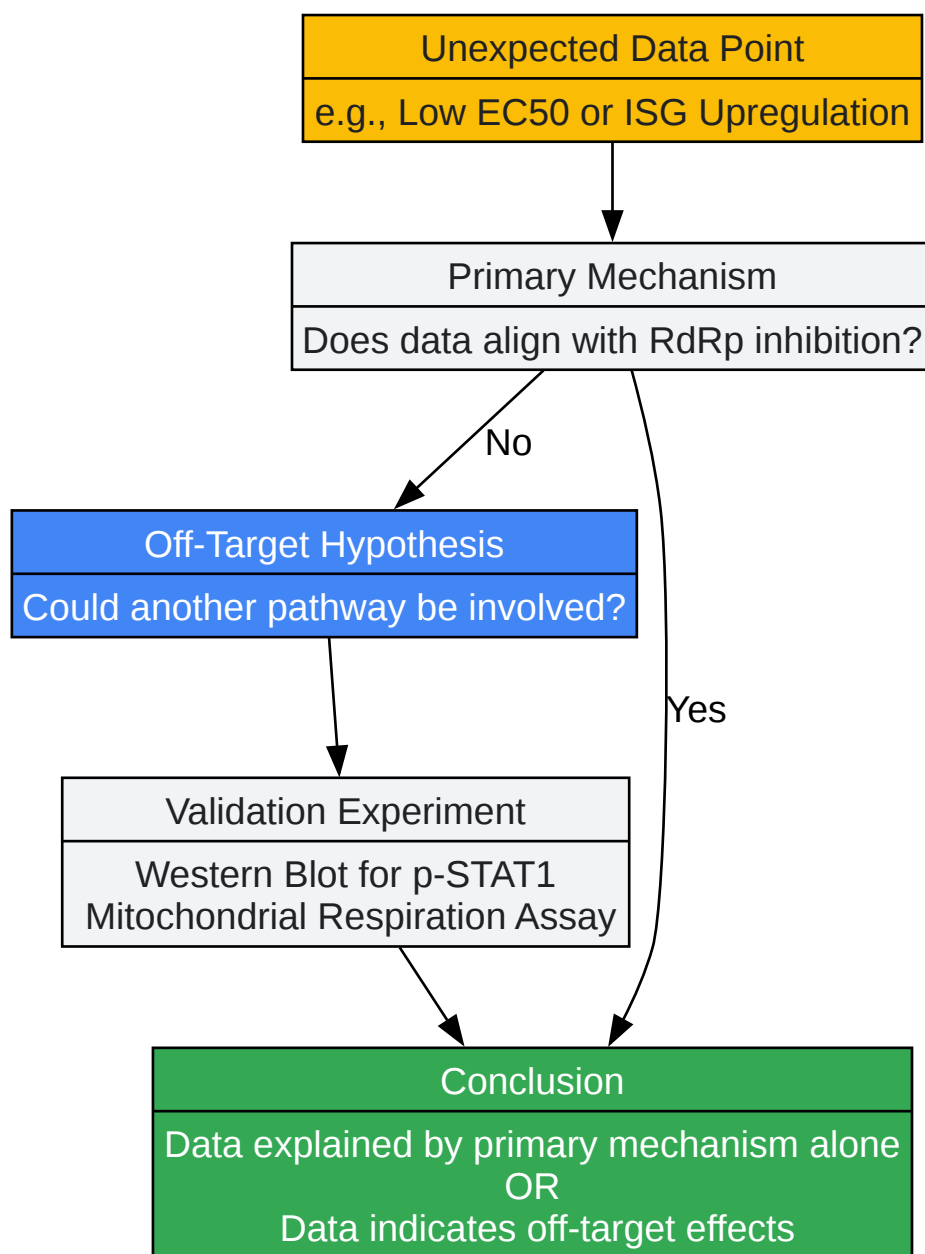 Unexpected Data Point
e.g., Low EC50 or ISG Upregulation
Primary Mechanism
Does data align with RdRp inhibition?
No
Off-Target Hypothesis
Could another pathway be involved?
Yes
Validation Experiment
Western Blot for p-STAT1
Mitochondrial Respiration Assay
Conclusion
Data explained by primary mechanism alone
OR
Data indicates off-target effects